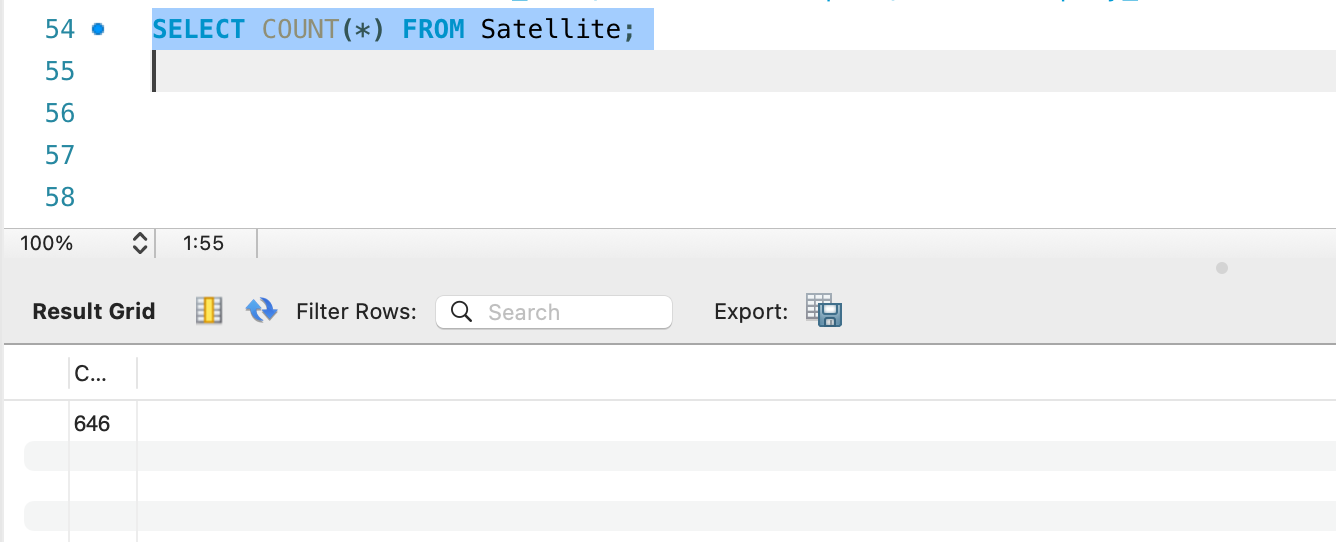 54 SELECT COUNT(*) FROM Satellite;
55
56
57
58
100% 1:55
Result Grid Filter Rows: Search Export:
C...
646